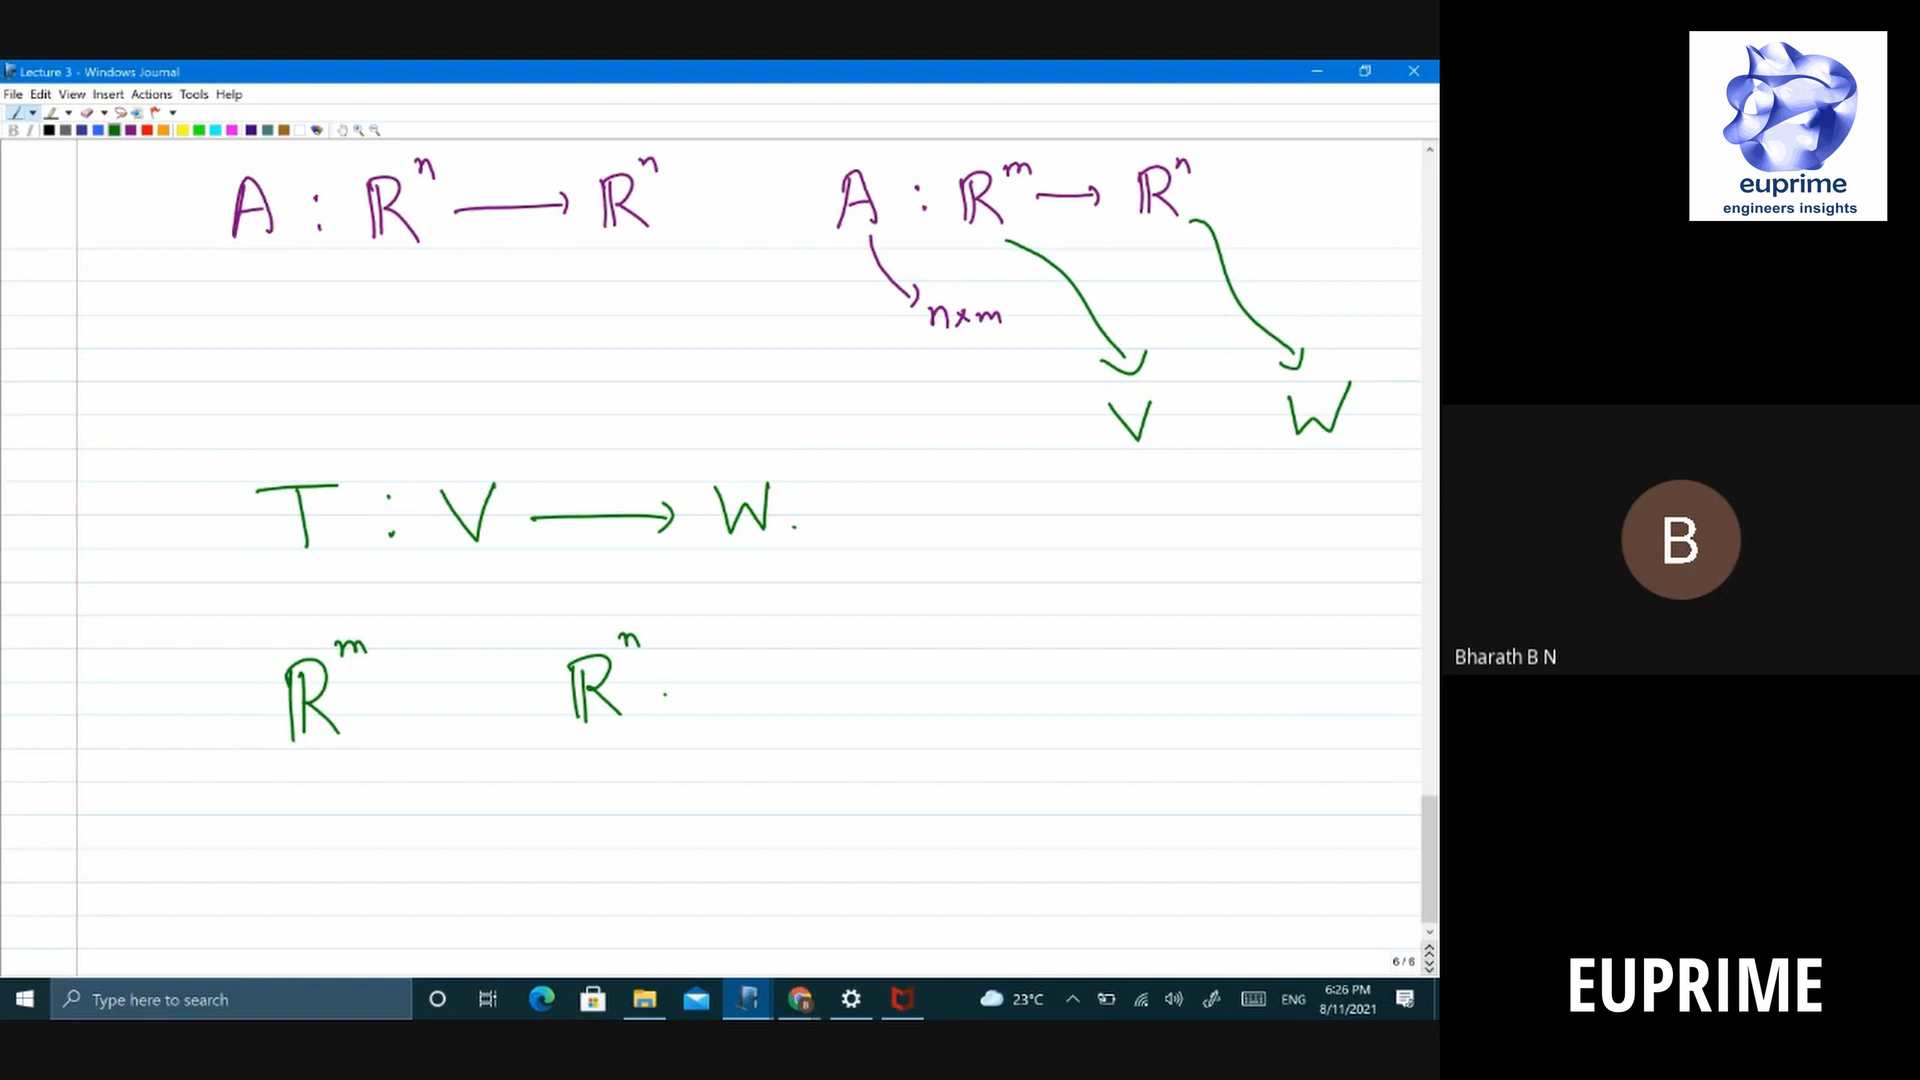 Lecture 3 - Windows Journal
File Edit View Insert Actions Tools Help
B I
A : ℝⁿ ⟶ ℝⁿ
A : ℝᵐ ⟶ ℝⁿ
n×m
V W
T : V ⟶ W.
ℝᵐ ℝⁿ.
6 / 6
Type here to search
23°C
ENG
6:26 PM
8/11/2021
euprime
engineers insights
B
Bharath B N
EUPRIME